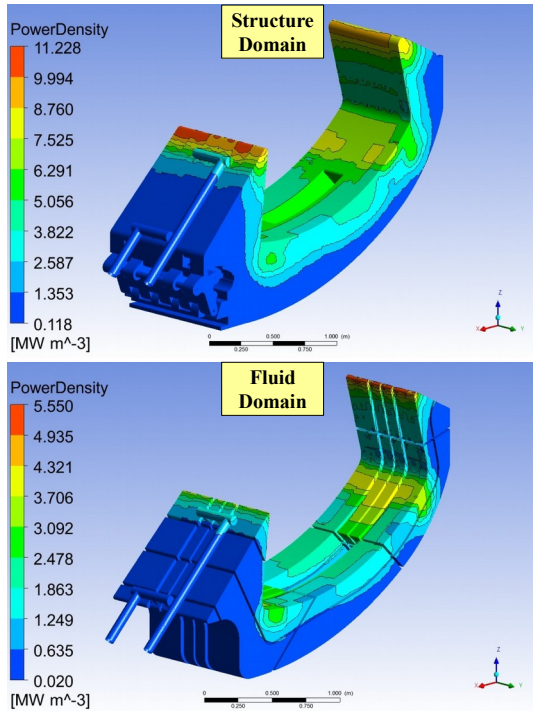 PowerDensity
Structure
Domain
11.228
9.994
8.760
7.525
6.291
5.056
3.822
2.587
1.353
0.118
[MW m^-3]
0
0.500
1.000 (m)
0.250
0.750
Z
X
Y
PowerDensity
Fluid
Domain
5.550
4.935
4.321
3.706
3.092
2.478
1.863
1.249
0.635
0.020
[MW m^-3]
0
0.500
1.000 (m)
0.250
0.750
Z
X
Y